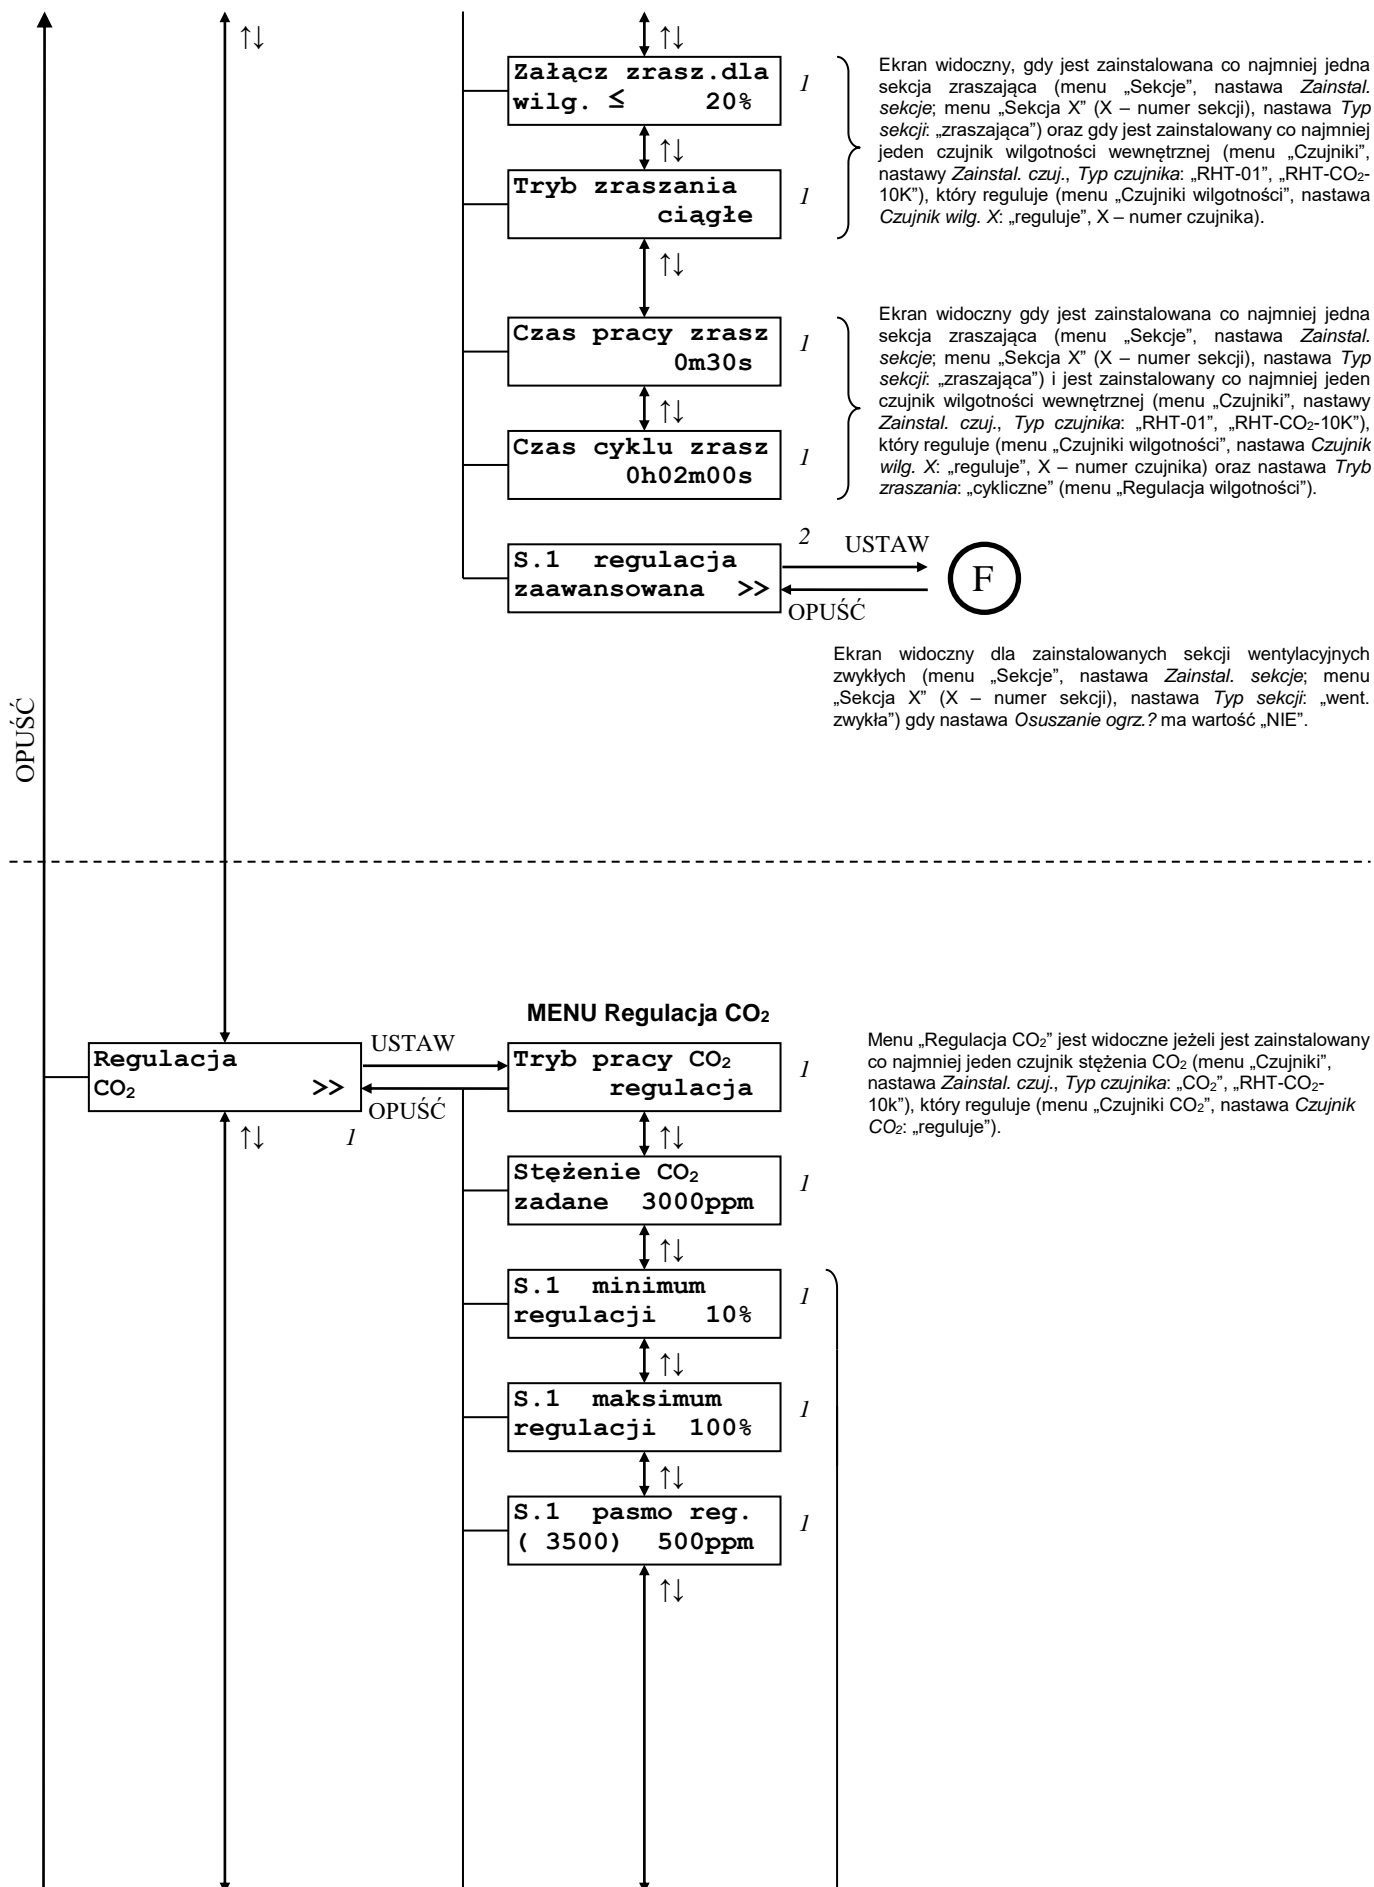 ↑↓
↑↓
Załącz zrasz.dla
wilg. ≤ 20%
1
Ekran widoczny, gdy jest zainstalowana co najmniej jedna
sekcja zraszająca (menu „Sekcje”, nastawa Zainstal.
sekcje; menu „Sekcja X” (X – numer sekcji), nastawa Typ
sekcji: „zraszająca”) oraz gdy jest zainstalowany co najmniej
jeden czujnik wilgotności wewnętrznej (menu „Czujniki”,
nastawy Zainstal. czuj., Typ czujnika: „RHT-01”, „RHT-CO₂-
10K”), który reguluje (menu „Czujniki wilgotności”, nastawa
Czujnik wilg. X: „reguluje”, X – numer czujnika).
↑↓
Tryb zraszania
ciągłe
1
↑↓
Czas pracy zrasz
0m30s
1
Ekran widoczny gdy jest zainstalowana co najmniej jedna
sekcja zraszająca (menu „Sekcje”, nastawa Zainstal.
sekcje; menu „Sekcja X” (X – numer sekcji), nastawa Typ
sekcji: „zraszająca”) i jest zainstalowany co najmniej jeden
czujnik wilgotności wewnętrznej (menu „Czujniki”, nastawy
Zainstal. czuj., Typ czujnika: „RHT-01”, „RHT-CO₂-10K”),
który reguluje (menu „Czujniki wilgotności”, nastawa Czujnik
wilg. X: „reguluje”, X – numer czujnika) oraz nastawa Tryb
zraszania: „cykliczne” (menu „Regulacja wilgotności”).
↑↓
Czas cyklu zrasz
0h02m00s
1
S.1 regulacja
zaawansowana >>
2
USTAW
OPUŚĆ
F
Ekran widoczny dla zainstalowanych sekcji wentylacyjnych
zwykłych (menu „Sekcje”, nastawa Zainstal. sekcje; menu
„Sekcja X” (X – numer sekcji), nastawa Typ sekcji: „went.
zwykła”) gdy nastawa Osuszanie ogrz.? ma wartość „NIE”.
OPUŚĆ
MENU Regulacja CO₂
Regulacja
CO₂ >>
USTAW
OPUŚĆ
↑↓ 1
Tryb pracy CO₂
regulacja
1
Menu „Regulacja CO₂” jest widoczne jeżeli jest zainstalowany
co najmniej jeden czujnik stężenia CO₂ (menu „Czujniki”,
nastawa Zainstal. czuj., Typ czujnika: „CO₂”, „RHT-CO₂-
10k”), który reguluje (menu „Czujniki CO₂”, nastawa Czujnik
CO₂: „reguluje”).
↑↓
Stężenie CO₂
zadane 3000ppm
1
↑↓
S.1 minimum
regulacji 10%
1
↑↓
S.1 maksimum
regulacji 100%
1
↑↓
S.1 pasmo reg.
( 3500) 500ppm
1
↑↓